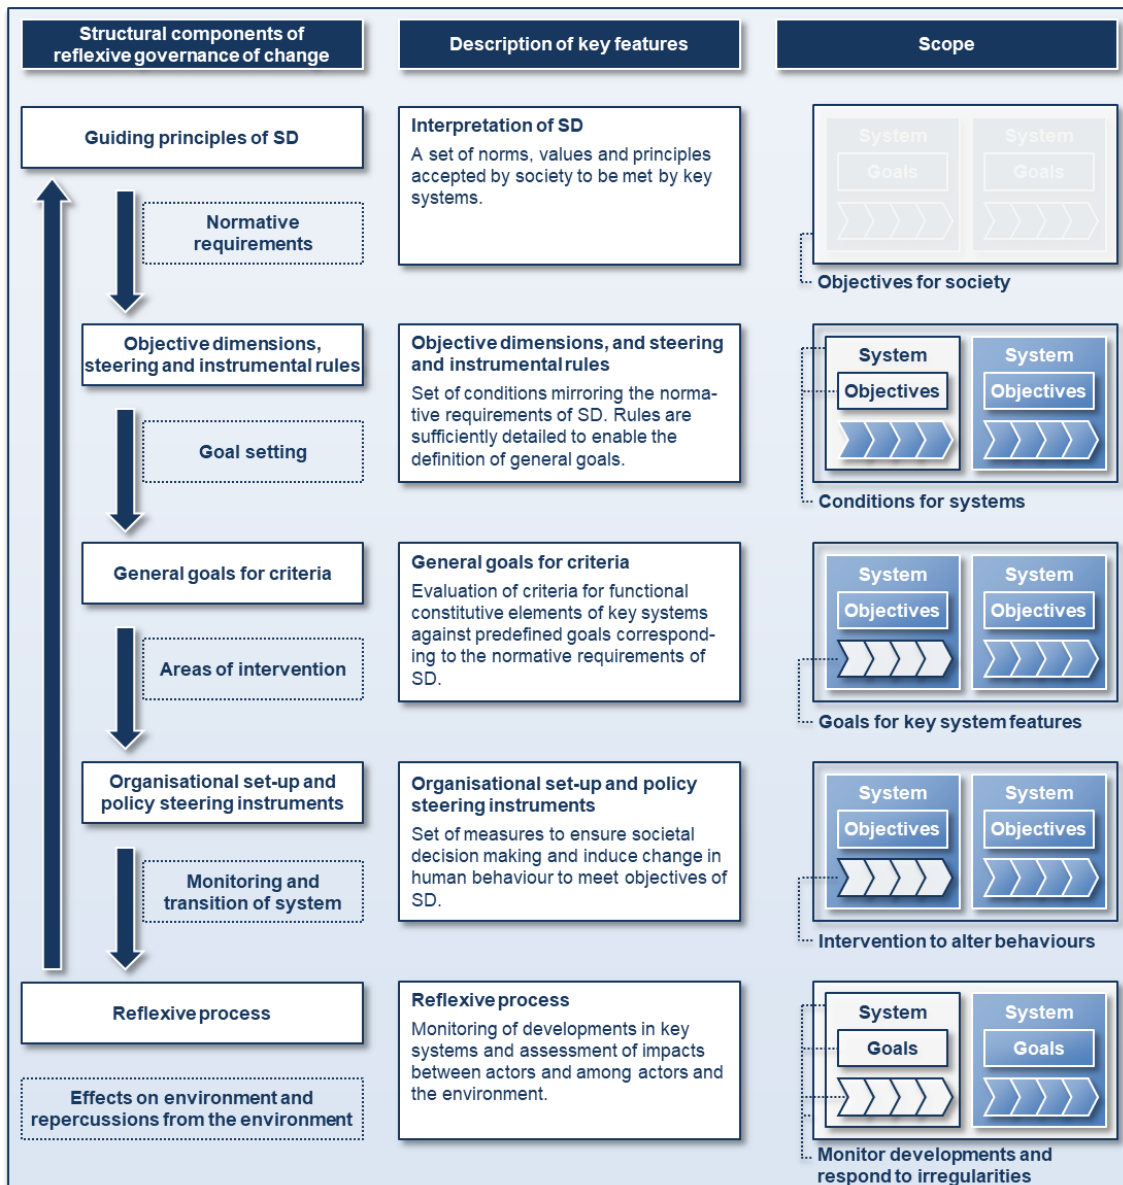 Structural components of
reflexive governance of change
Description of key features
Scope
Guiding principles of SD
Interpretation of SD
A set of norms, values and principles
accepted by society to be met by key
systems.
System
Goals
System
Goals
Objectives for society
Normative
requirements
Objective dimensions,
steering and instrumental rules
Objective dimensions, and steering
and instrumental rules
Set of conditions mirroring the norma-
tive requirements of SD. Rules are
sufficiently detailed to enable the
definition of general goals.
System
Objectives
System
Objectives
Conditions for systems
Goal setting
General goals for criteria
General goals for criteria
Evaluation of criteria for functional
constitutive elements of key systems
against predefined goals correspond-
ing to the normative requirements of
SD.
System
Objectives
System
Objectives
Goals for key system features
Areas of intervention
Organisational set-up and
policy steering instruments
Organisational set-up and policy
steering instruments
Set of measures to ensure societal
decision making and induce change in
human behaviour to meet objectives of
SD.
System
Objectives
System
Objectives
Intervention to alter behaviours
Monitoring and
transition of system
Reflexive process
Reflexive process
Monitoring of developments in key
systems and assessment of impacts
between actors and among actors and
the environment.
System
Goals
System
Goals
Monitor developments and
respond to irregularities
Effects on environment and
repercussions from the environment